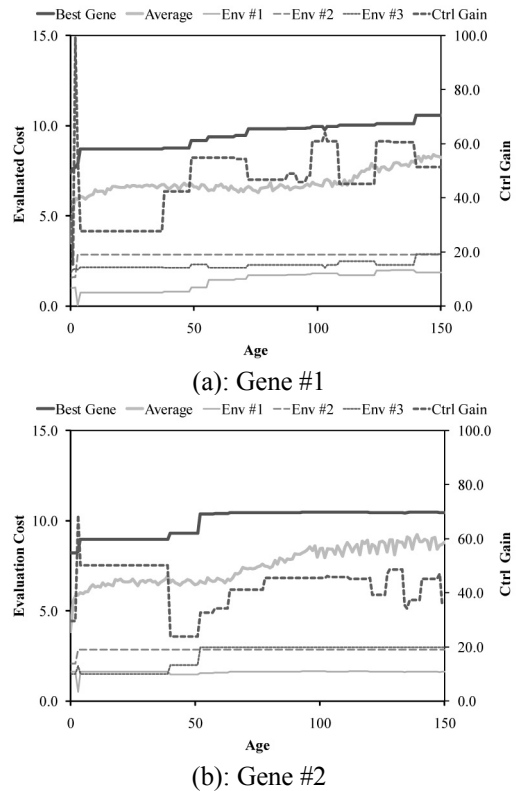 Best Gene Average Env #1 Env #2 Env #3 Ctrl Gain
15.0 100.0
80.0
10.0
60.0
40.0
5.0
20.0
0.0 0.0
0 50 100 150
Evaluated Cost
Ctrl Gain
Age
(a): Gene #1
Best Gene Average Env #1 Env #2 Env #3 Ctrl Gain
15.0 100.0
80.0
10.0
60.0
40.0
5.0
20.0
0.0 0.0
0 50 100 150
Evaluation Cost
Ctrl Gain
Age
(b): Gene #2